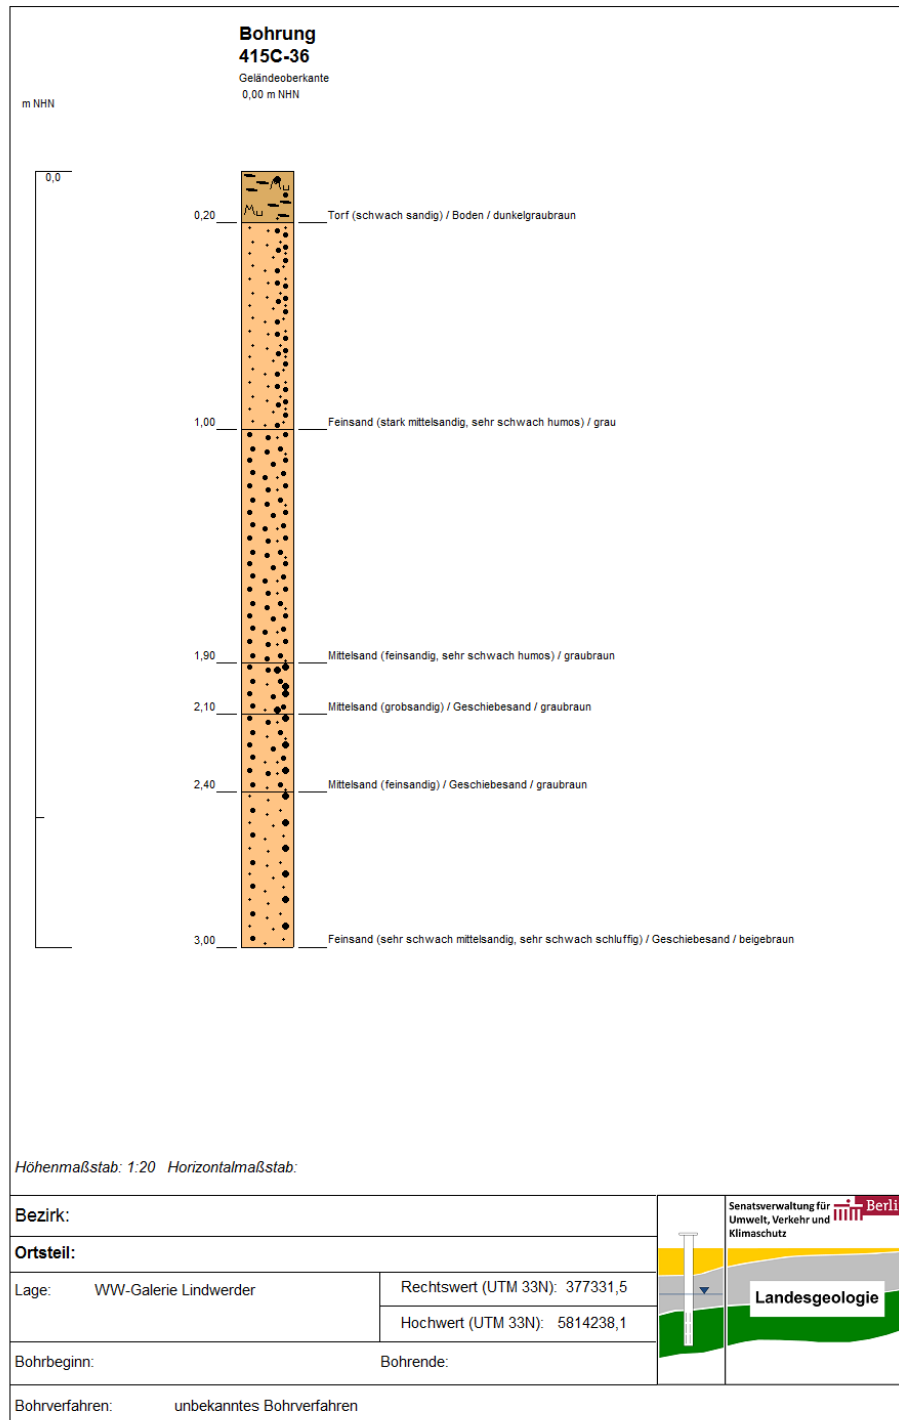 Bohrung
415C-36
Geländeoberkante
0,00 m NHN
m NHN
0,0
0,20 Torf (schwach sandig) / Boden / dunkelgraubraun
1,00 Feinsand (stark mittelsandig, sehr schwach humos) / grau
1,90 Mittelsand (feinsandig, sehr schwach humos) / graubraun
2,10 Mittelsand (grobsandig) / Geschiebesand / graubraun
2,40 Mittelsand (feinsandig) / Geschiebesand / graubraun
3,00 Feinsand (sehr schwach mittelsandig, sehr schwach schluffig) / Geschiebesand / beigebraun
Höhenmaßstab: 1:20 Horizontalmaßstab:
Bezirk:
Ortsteil:
Lage: WW-Galerie Lindwerder
Rechtswert (UTM 33N): 377331,5
Hochwert (UTM 33N): 5814238,1
Bohrbeginn: Bohrende:
Bohrverfahren: unbekanntes Bohrverfahren
Senatsverwaltung für
Umwelt, Verkehr und
Klimaschutz
Berli
Landesgeologie